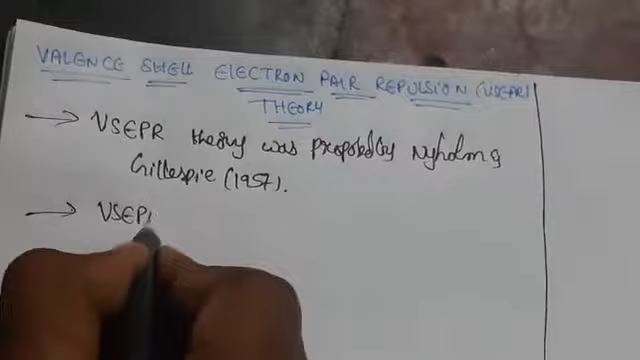 VALENCE SHELL ELECTRON PAIR REPULSION (VSEPR)
THEORY
→ VSEPR theory was proposed by Nyholm &
Gillespie (1957).
→ VSEP